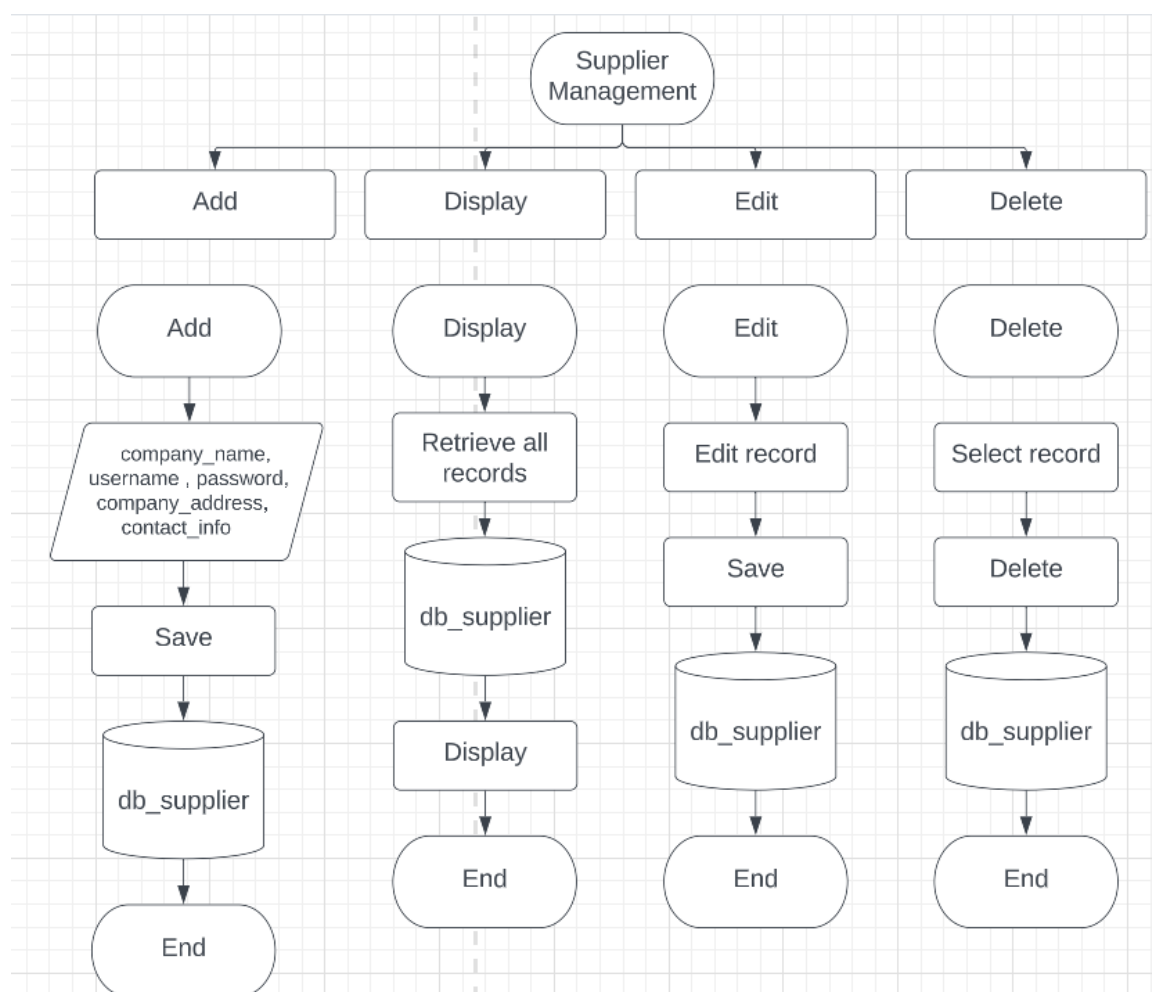 Supplier
Management
Add
Display
Edit
Delete
Add
Display
Edit
Delete
company_name,
username , password,
company_address,
contact_info
Retrieve all
records
Edit record
Select record
Save
db_supplier
Save
Delete
db_supplier
Display
db_supplier
db_supplier
End
End
End
End